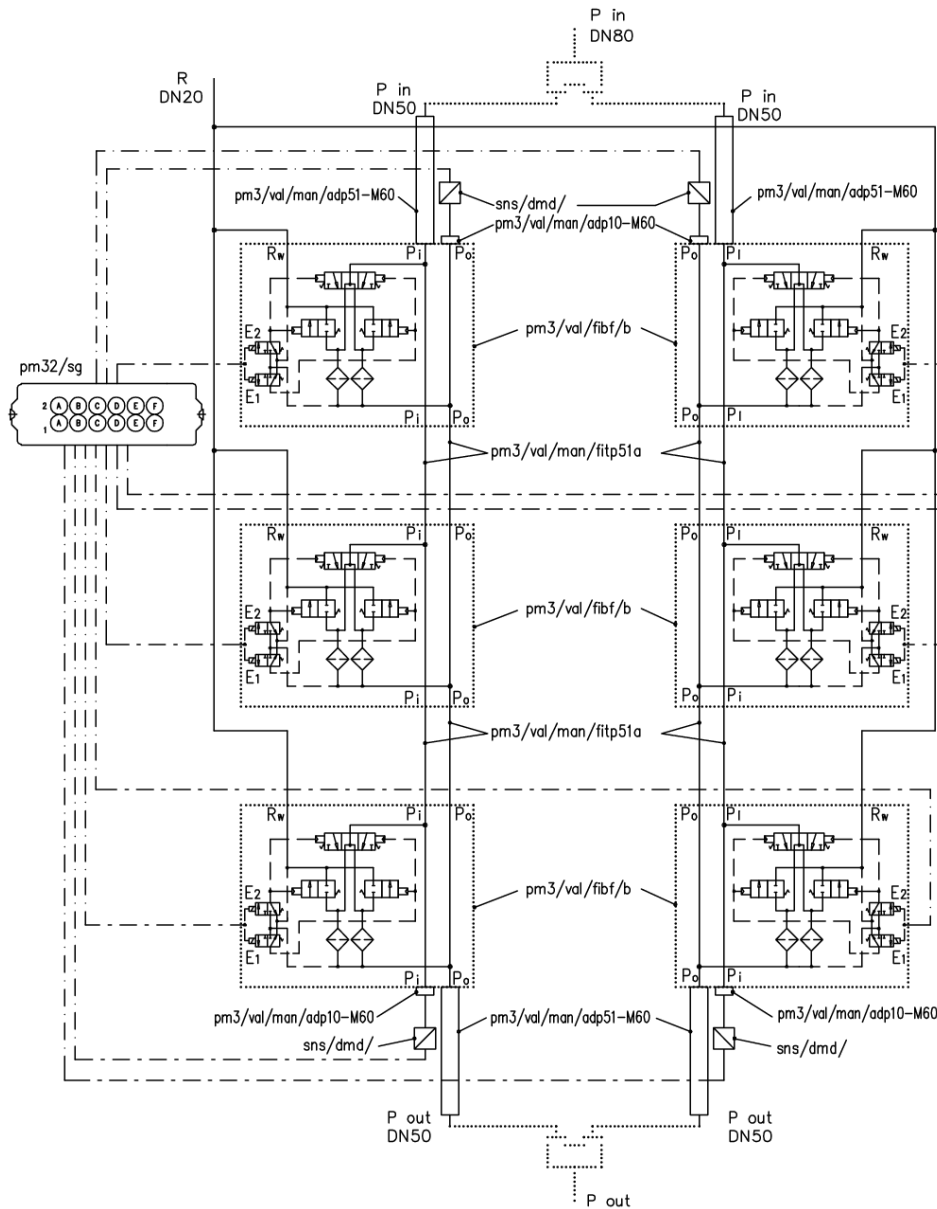 P in
DN80
R
DN20
P in
DN50
P in
DN50
pm3/val/man/adp51-M60
sns/dmd/
pm3/val/man/adp51-M60
pm3/val/man/adp10-M60
Rw
Pi
Po
Po
Pi
Rw
E2
pm3/val/fibf/b
E2
pm32/sg
E1
E1
2 A B C D E F
1 A B C D E F
Pi
Po
Po
Pi
pm3/val/man/fitp51a
Rw
Pi
Po
Po
Pi
Rw
E2
pm3/val/fibf/b
E2
E1
E1
Pi
Po
Po
Pi
pm3/val/man/fitp51a
Rw
Pi
Po
Po
Pi
Rw
E2
pm3/val/fibf/b
E2
E1
E1
Pi
Po
Po
Pi
pm3/val/man/adp10-M60
pm3/val/man/adp51-M60
pm3/val/man/adp10-M60
sns/dmd/
sns/dmd/
P out
DN50
P out
DN50
P out